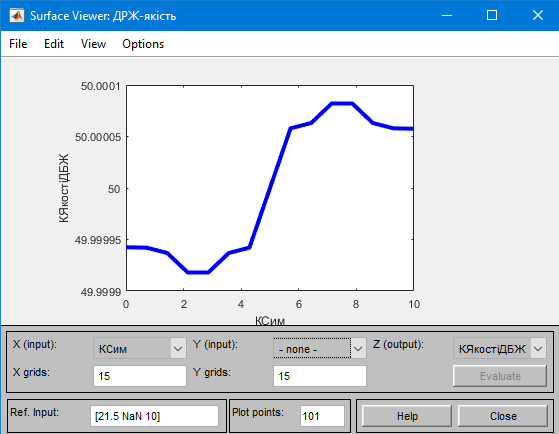 Surface Viewer: ДРЖ-якість
File Edit View Options
50.0001
50.00005
50
49.99995
49.9999
КЯкостіДБЖ
0 2 4 6 8 10
КСим
X (input): КСим Y (input): - none - Z (output): КЯкостіДБЖ
X grids: 15 Y grids: 15 Evaluate
Ref. Input: [21.5 NaN 10] Plot points: 101 Help Close